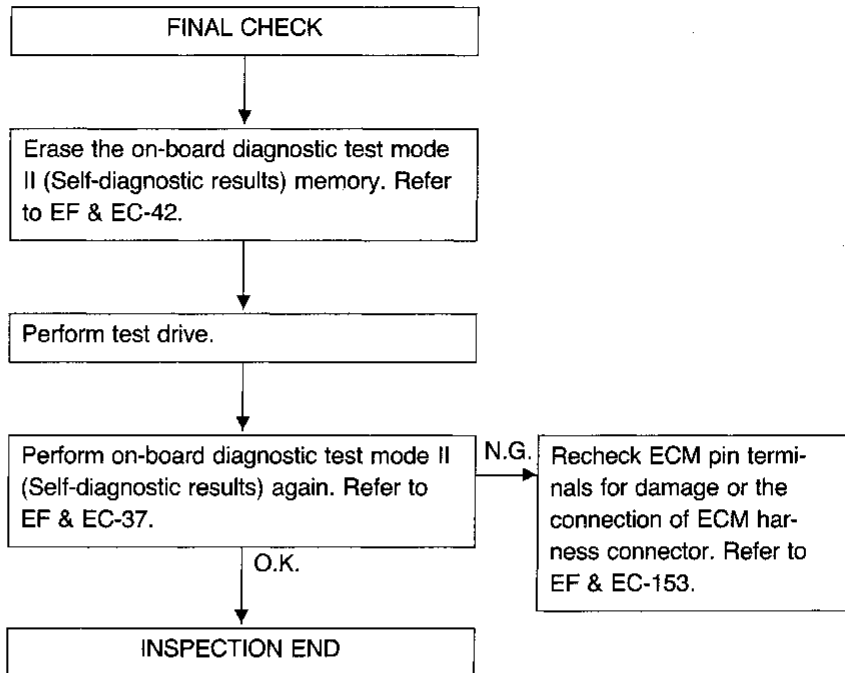 FINAL CHECK
Erase the on-board diagnostic test mode
II (Self-diagnostic results) memory. Refer
to EF & EC-42.
Perform test drive.
Perform on-board diagnostic test mode II
(Self-diagnostic results) again. Refer to
EF & EC-37.
N.G.
Recheck ECM pin termi-
nals for damage or the
connection of ECM har-
ness connector. Refer to
EF & EC-153.
O.K.
INSPECTION END